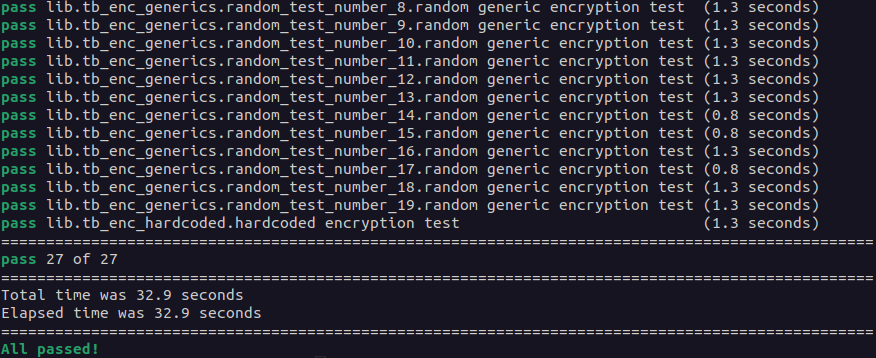 pass lib.tb_enc_generics.random_test_number_8.random generic encryption test  (1.3 seconds)
pass lib.tb_enc_generics.random_test_number_9.random generic encryption test  (1.3 seconds)
pass lib.tb_enc_generics.random_test_number_10.random generic encryption test (1.3 seconds)
pass lib.tb_enc_generics.random_test_number_11.random generic encryption test (1.3 seconds)
pass lib.tb_enc_generics.random_test_number_12.random generic encryption test (1.3 seconds)
pass lib.tb_enc_generics.random_test_number_13.random generic encryption test (1.3 seconds)
pass lib.tb_enc_generics.random_test_number_14.random generic encryption test (0.8 seconds)
pass lib.tb_enc_generics.random_test_number_15.random generic encryption test (0.8 seconds)
pass lib.tb_enc_generics.random_test_number_16.random generic encryption test (1.3 seconds)
pass lib.tb_enc_generics.random_test_number_17.random generic encryption test (0.8 seconds)
pass lib.tb_enc_generics.random_test_number_18.random generic encryption test (1.3 seconds)
pass lib.tb_enc_generics.random_test_number_19.random generic encryption test (1.3 seconds)
pass lib.tb_enc_hardcoded.hardcoded encryption test                           (1.3 seconds)
=================================================================================================
pass 27 of 27
=================================================================================================
Total time was 32.9 seconds
Elapsed time was 32.9 seconds
=================================================================================================
All passed!